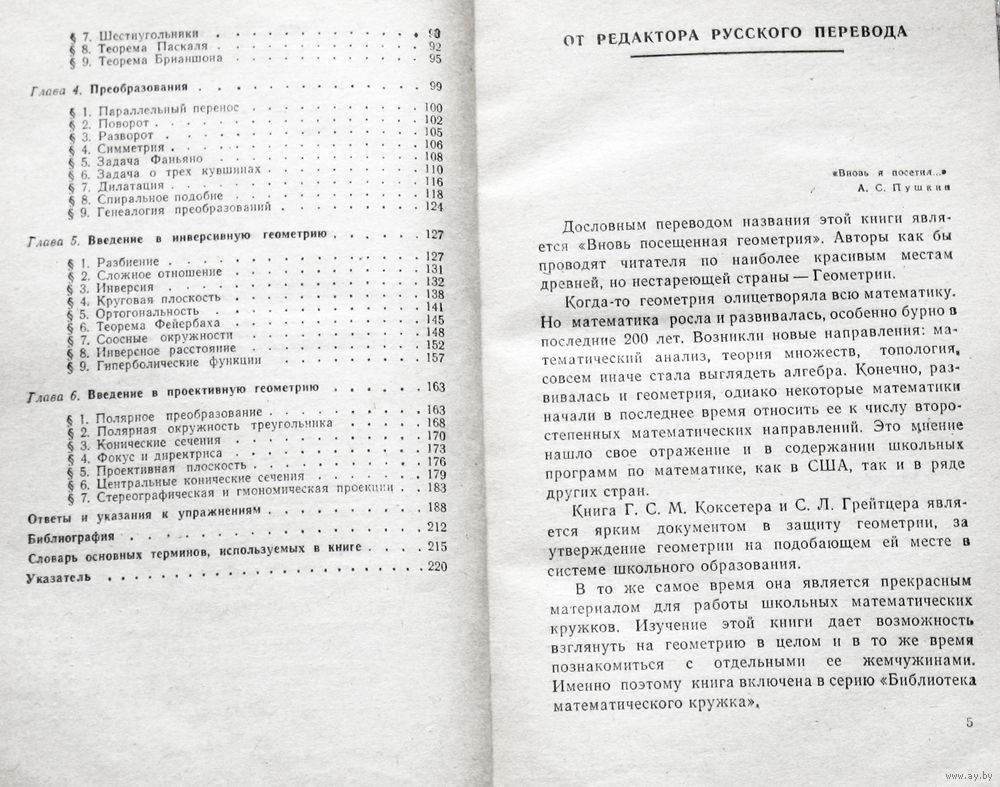 § 7. Шестиугольники . . . . . . . . . . . . .
§ 8. Теорема Паскаля . . . . . . . . . . . . 92
§ 9. Теорема Брианшона . . . . . . . . . . . 95
Глава 4. Преобразования . . . . . . . . . . . . 99
§ 1. Параллельный перенос . . . . . . . . . . 100
§ 2. Поворот . . . . . . . . . . . . . . . . 102
§ 3. Разворот . . . . . . . . . . . . . . . 105
§ 4. Симметрия . . . . . . . . . . . . . . . 106
§ 5. Задача Фаньяно . . . . . . . . . . . . 108
§ 6. Задача о трех кувшинах . . . . . . . . . 110
§ 7. Дилатация . . . . . . . . . . . . . . . 116
§ 8. Спиральное подобие . . . . . . . . . . . 118
§ 9. Генеалогия преобразований . . . . . . . . 124
Глава 5. Введение в инверсивную геометрию . . . . . . 127
§ 1. Разбиение . . . . . . . . . . . . . . . 127
§ 2. Сложное отношение . . . . . . . . . . . 131
§ 3. Инверсия . . . . . . . . . . . . . . . 132
§ 4. Круговая плоскость . . . . . . . . . . . 138
§ 5. Ортогональность . . . . . . . . . . . . 141
§ 6. Теорема Фейербаха . . . . . . . . . . . 145
§ 7. Соосные окружности . . . . . . . . . . . 148
§ 8. Инверсное расстояние . . . . . . . . . . 152
§ 9. Гиперболические функции . . . . . . . . . 157
Глава 6. Введение в проективную геометрию . . . . . . 163
§ 1. Полярное преобразование . . . . . . . . . 163
§ 2. Полярная окружность треугольника . . . . . 168
§ 3. Конические сечения . . . . . . . . . . . 170
§ 4. Фокус и директриса . . . . . . . . . . . 173
§ 5. Проективная плоскость . . . . . . . . . . 176
§ 6. Центральные конические сечения . . . . . . 179
§ 7. Стереографическая и гмономическая проекции . . 183
Ответы и указания к упражнениям . . . . . . . . . 188
Библиография . . . . . . . . . . . . . . . . . 212
Словарь основных терминов, используемых в книге . . . . 215
Указатель . . . . . . . . . . . . . . . . . . 220
ОТ РЕДАКТОРА РУССКОГО ПЕРЕВОДА
«Вновь я посетил...»
А. С. Пушкин
Дословным переводом названия этой книги явля-
ется «Вновь посещенная геометрия». Авторы как бы
проводят читателя по наиболее красивым местам
древней, но нестареющей страны — Геометрии.
Когда-то геометрия олицетворяла всю математику.
Но математика росла и развивалась, особенно бурно в
последние 200 лет. Возникли новые направления: ма-
тематический анализ, теория множеств, топология,
совсем иначе стала выглядеть алгебра. Конечно, раз-
вивалась и геометрия, однако некоторые математики
начали в последнее время относить ее к числу второ-
степенных математических направлений. Это мнение
нашло свое отражение и в содержании школьных
программ по математике, как в США, так и в ряде
других стран.
Книга Г. С. М. Коксетера и С. Л. Грейтцера явля-
ется ярким документом в защиту геометрии, за
утверждение геометрии на подобающем ей месте в
системе школьного образования.
В то же самое время она является прекрасным
материалом для работы школьных математических
кружков. Изучение этой книги дает возможность
взглянуть на геометрию в целом и в то же время
познакомиться с отдельными ее жемчужинами.
Именно поэтому книга включена в серию «Библиотека
математического кружка».
5
www.ay.by